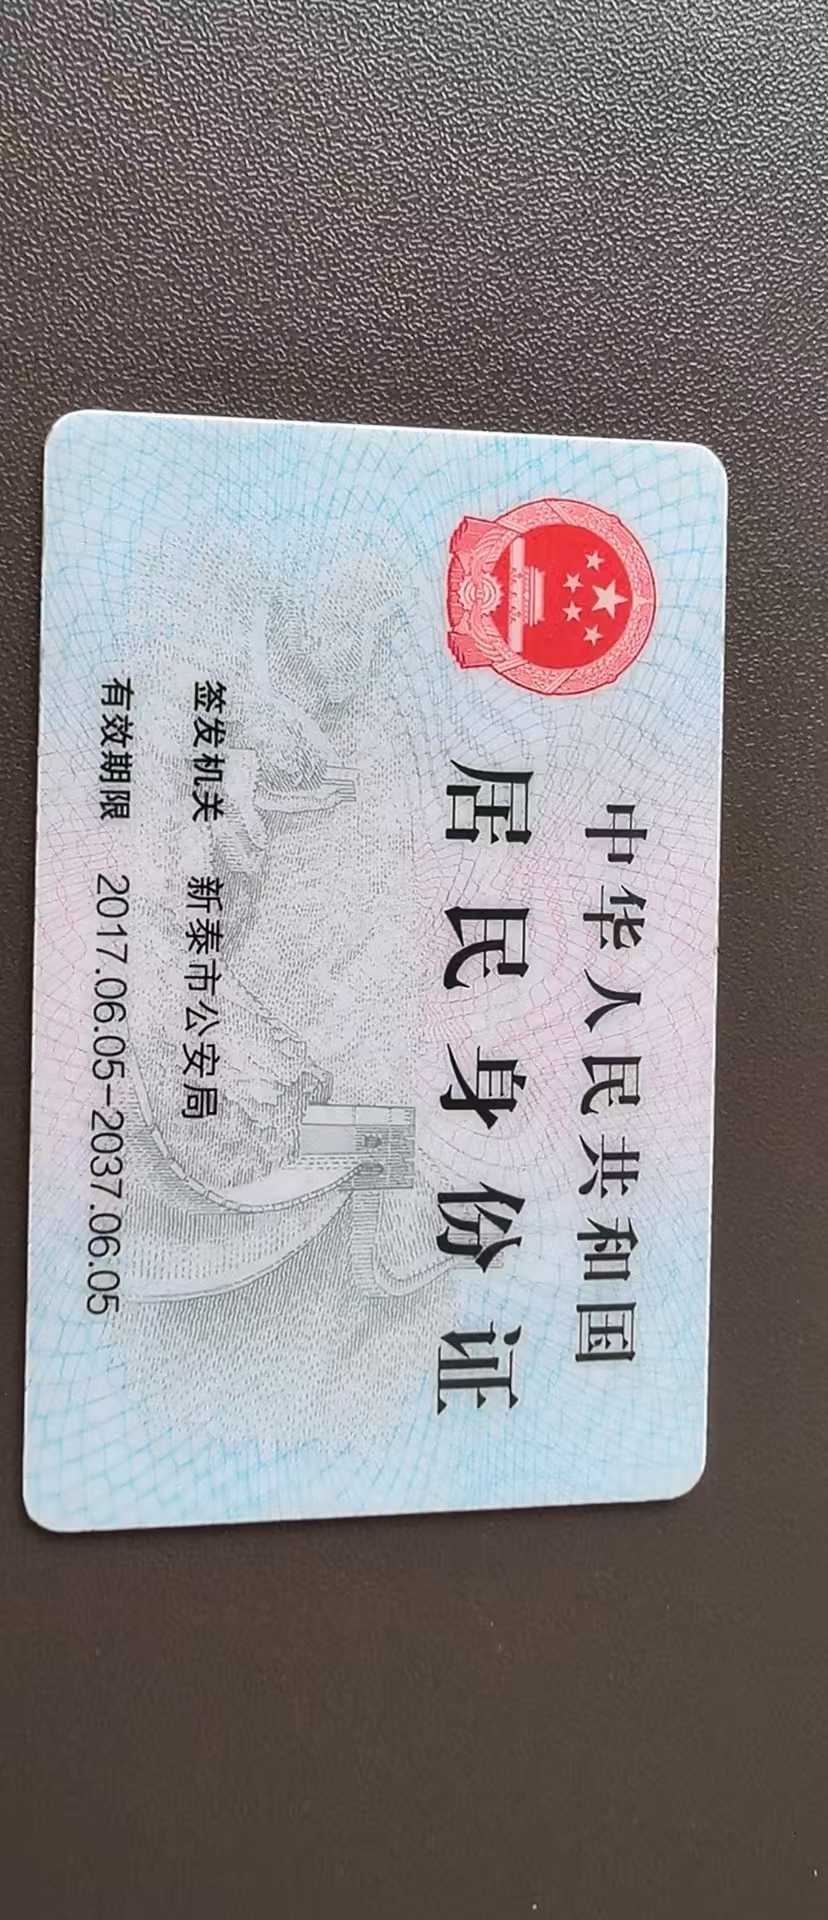 中华人民共和国
居民身份证
签发机关 新泰市公安局
有效期限 2017.06.05-2037.06.05